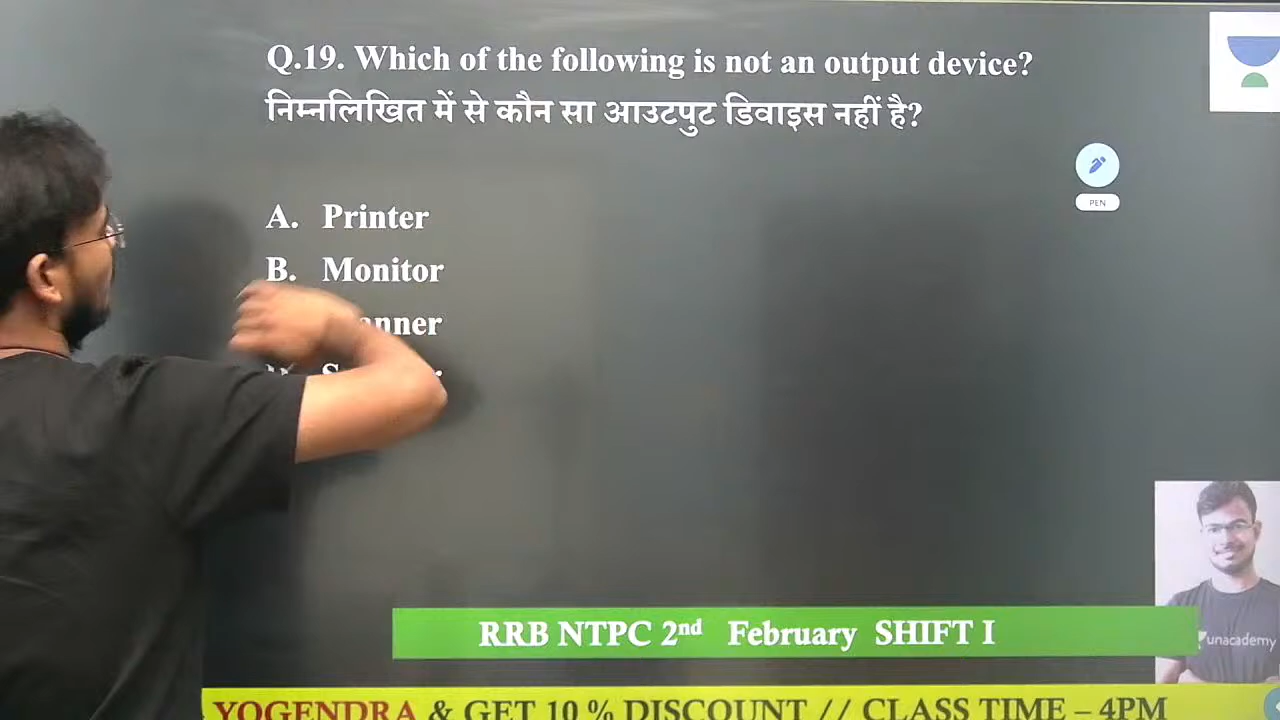 Q.19. Which of the following is not an output device?
निम्नलिखित में से कौन सा आउटपुट डिवाइस नहीं है?
PEN
A. Printer
B. Monitor
anner
RRB NTPC 2nd February SHIFT I
unacademy
YOGENDRA & GET 10 % DISCOUNT // CLASS TIME – 4PM